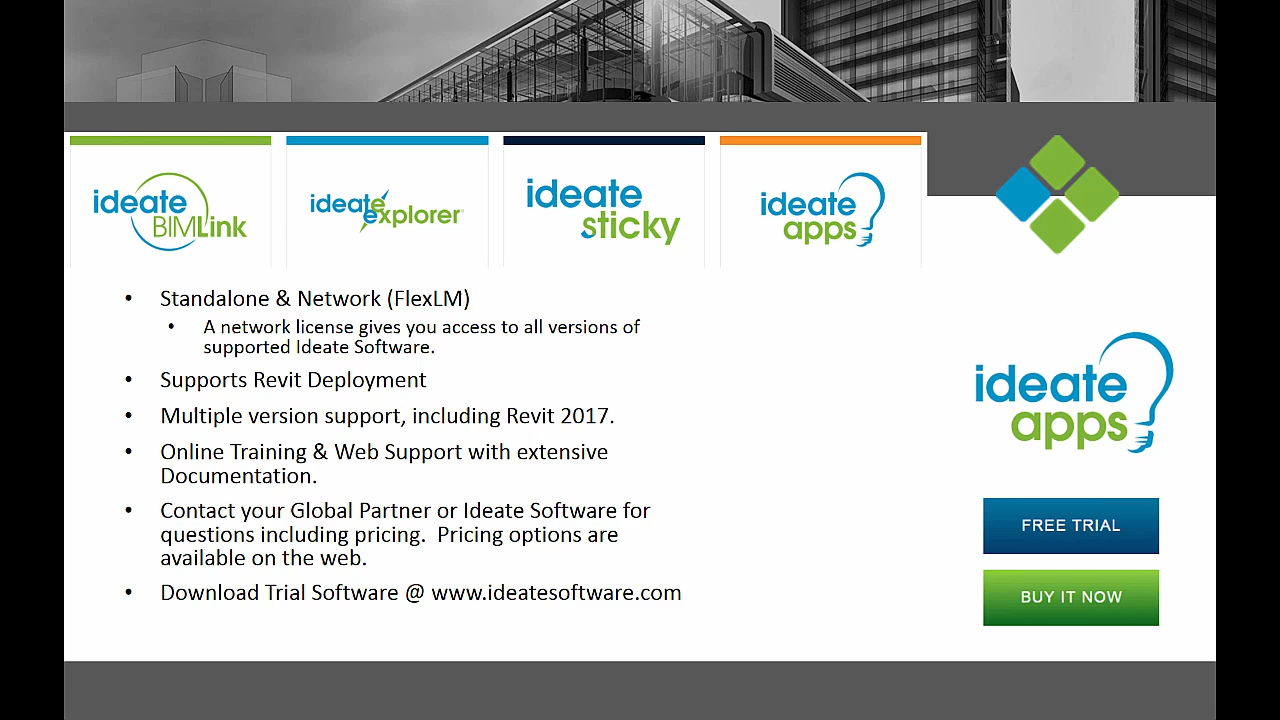 ideate
BIMLink
ideate
explorer
ideate
sticky
ideate
apps
• Standalone & Network (FlexLM)
• A network license gives you access to all versions of
supported Ideate Software.
• Supports Revit Deployment
• Multiple version support, including Revit 2017.
• Online Training & Web Support with extensive
Documentation.
• Contact your Global Partner or Ideate Software for
questions including pricing.  Pricing options are
available on the web.
• Download Trial Software @ www.ideatesoftware.com
ideate
apps
FREE TRIAL
BUY IT NOW